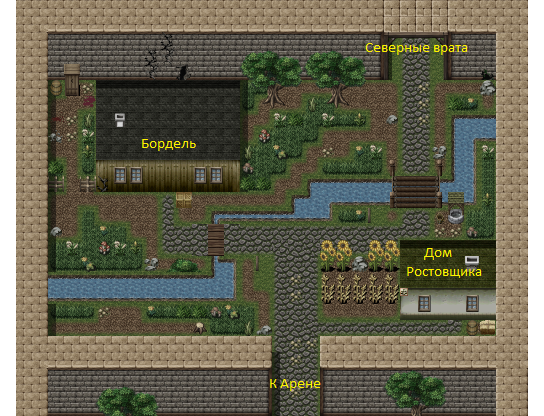 Северные врата
Бордель
Дом
Ростовщика
К Арене